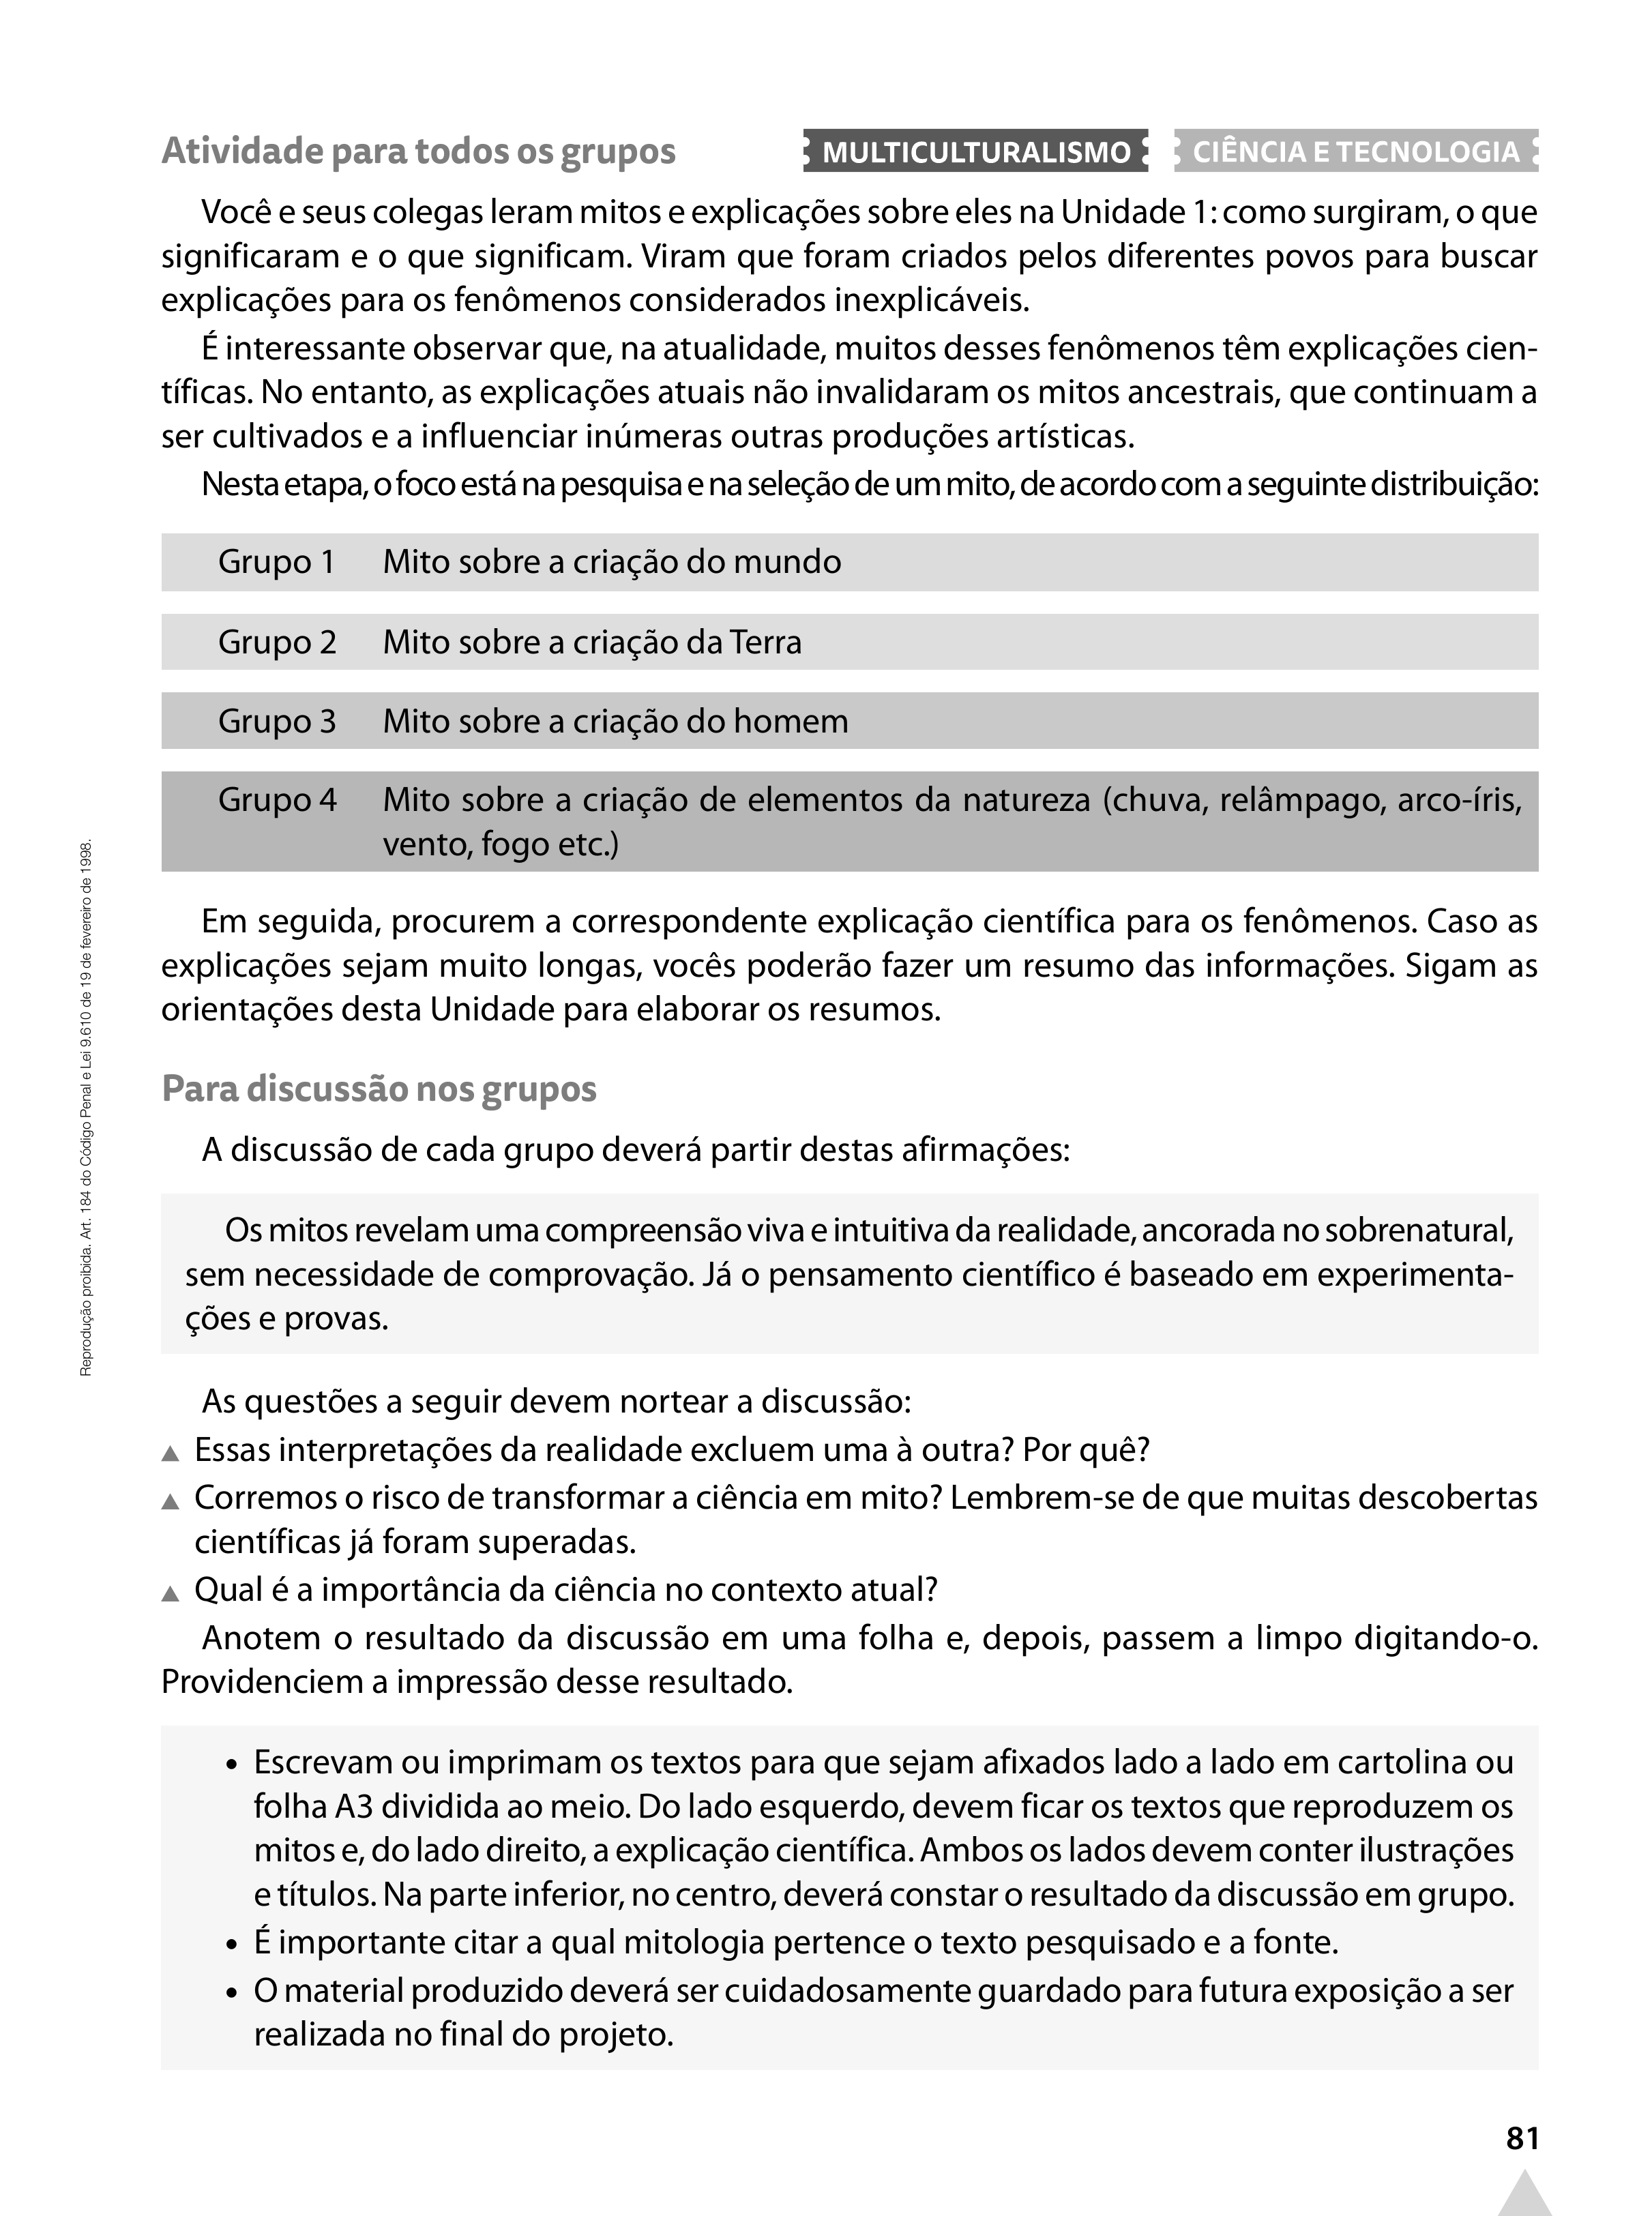 Atividade para todos os grupos
MULTICULTURALISMO
CIÊNCIA E TECNOLOGIA
Você e seus colegas leram mitos e explicações sobre eles na Unidade 1: como surgiram, o que
significaram e o que significam. Viram que foram criados pelos diferentes povos para buscar
explicações para os fenômenos considerados inexplicáveis.
É interessante observar que, na atualidade, muitos desses fenômenos têm explicações cien-
tíficas. No entanto, as explicações atuais não invalidaram os mitos ancestrais, que continuam a
ser cultivados e a influenciar inúmeras outras produções artísticas.
Nesta etapa, o foco está na pesquisa e na seleção de um mito, de acordo com a seguinte distribuição:
Grupo 1 Mito sobre a criação do mundo
Grupo 2 Mito sobre a criação da Terra
Grupo 3 Mito sobre a criação do homem
Grupo 4 Mito sobre a criação de elementos da natureza (chuva, relâmpago, arco-íris,
vento, fogo etc.)
Em seguida, procurem a correspondente explicação científica para os fenômenos. Caso as
explicações sejam muito longas, vocês poderão fazer um resumo das informações. Sigam as
orientações desta Unidade para elaborar os resumos.
Para discussão nos grupos
A discussão de cada grupo deverá partir destas afirmações:
Os mitos revelam uma compreensão viva e intuitiva da realidade, ancorada no sobrenatural,
sem necessidade de comprovação. Já o pensamento científico é baseado em experimenta-
ções e provas.
As questões a seguir devem nortear a discussão:
▲ Essas interpretações da realidade excluem uma à outra? Por quê?
▲ Corremos o risco de transformar a ciência em mito? Lembrem-se de que muitas descobertas
científicas já foram superadas.
▲ Qual é a importância da ciência no contexto atual?
Anotem o resultado da discussão em uma folha e, depois, passem a limpo digitando-o.
Providenciem a impressão desse resultado.
• Escrevam ou imprimam os textos para que sejam afixados lado a lado em cartolina ou
folha A3 dividida ao meio. Do lado esquerdo, devem ficar os textos que reproduzem os
mitos e, do lado direito, a explicação científica. Ambos os lados devem conter ilustrações
e títulos. Na parte inferior, no centro, deverá constar o resultado da discussão em grupo.
• É importante citar a qual mitologia pertence o texto pesquisado e a fonte.
• O material produzido deverá ser cuidadosamente guardado para futura exposição a ser
realizada no final do projeto.
Reprodução proibida. Art. 184 do Código Penal e Lei 9.610 de 19 de fevereiro de 1998.
81